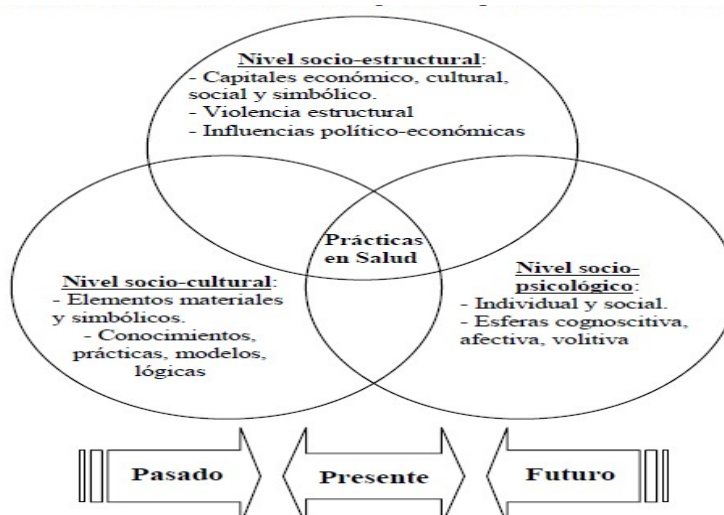 Nivel socio-estructural:
- Capitales económico, cultural,
social y simbólico.
- Violencia estructural
- Influencias político-económicas
Prácticas
en Salud
Nivel socio-cultural:
- Elementos materiales
y simbólicos.
- Conocimientos,
prácticas, modelos,
lógicas
Nivel socio-
psicológico:
- Individual y social.
- Esferas cognoscitiva,
afectiva, volitiva
Pasado
Presente
Futuro